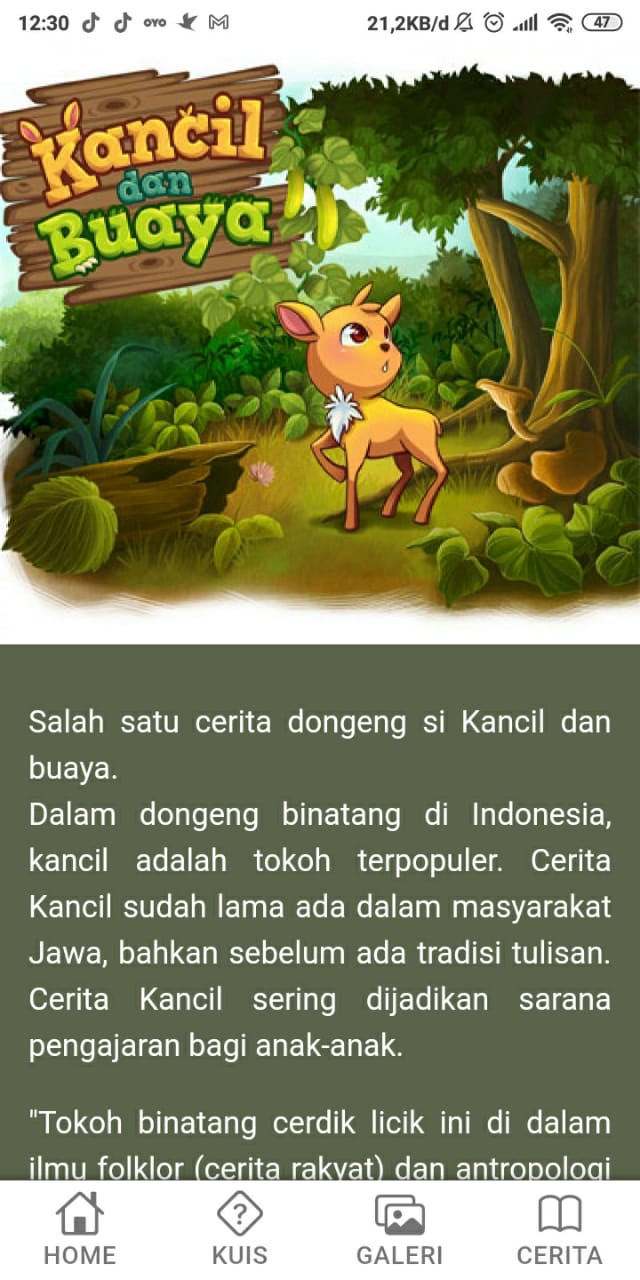 12:30 OVO 21,2KB/d 47
Kančil
dan
Buaya
Salah satu cerita dongeng si Kancil dan
buaya.
Dalam dongeng binatang di Indonesia,
kancil adalah tokoh terpopuler. Cerita
Kancil sudah lama ada dalam masyarakat
Jawa, bahkan sebelum ada tradisi tulisan.
Cerita Kancil sering dijadikan sarana
pengajaran bagi anak-anak.
"Tokoh binatang cerdik licik ini di dalam
ilmu folklor (cerita rakyat) dan antropologi
HOME KUIS GALERI CERITA